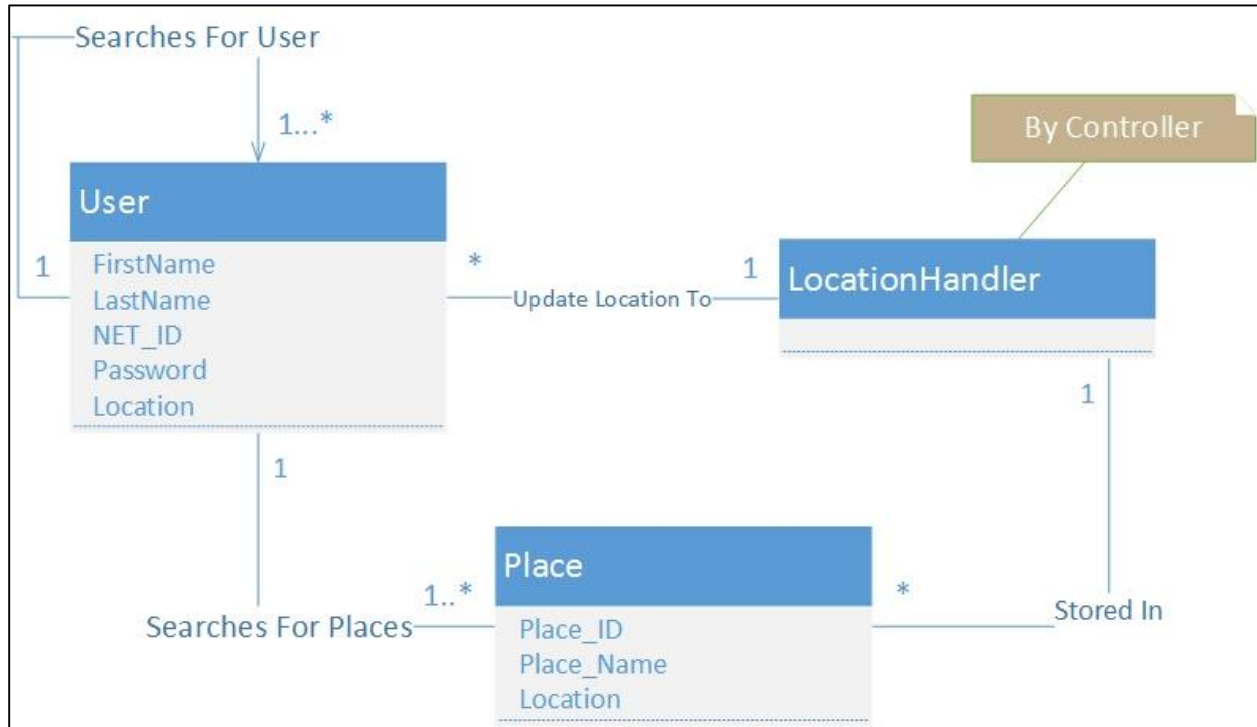 Searches For User
1...*
By Controller
User
FirstName
LastName
NET_ID
Password
Location
1
*
Update Location To
1
LocationHandler
1
1
Place
Place_ID
Place_Name
Location
Searches For Places
1..*
*
Stored In